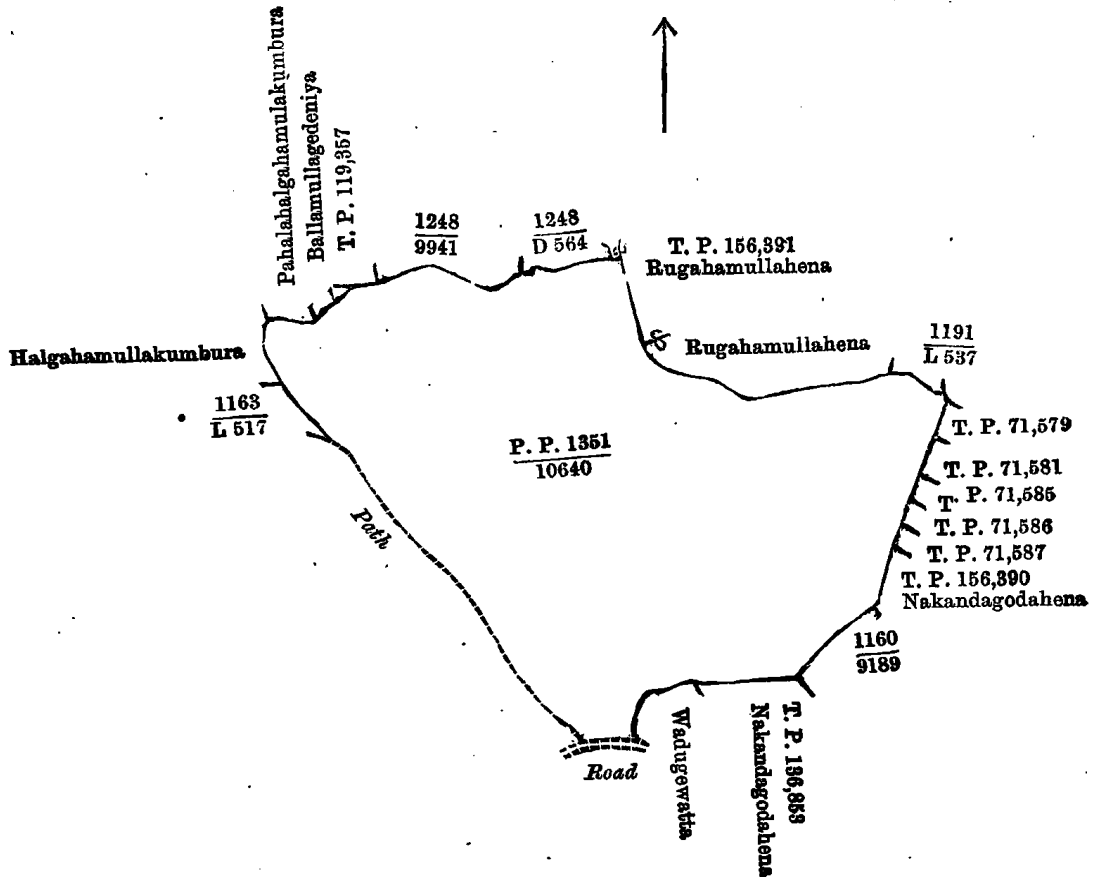 Pahalahalgahamulakumbura
Ballamullagedeniya
T. P. 119,357
1248
9941
1248
D 564
T. P. 156,391
Rugahamullahena
Rugahamullahena
1191
L 537
Halgahamullakumbura
1163
L 517
P. P. 1351
10640
T. P. 71,579
T. P. 71,581
T. P. 71,585
T. P. 71,586
T. P. 71,587
T. P. 156,390
Nakandagodahena
Path
1160
9189
Road
Wadugewatta
T. P. 136,353
Nakandagodahena